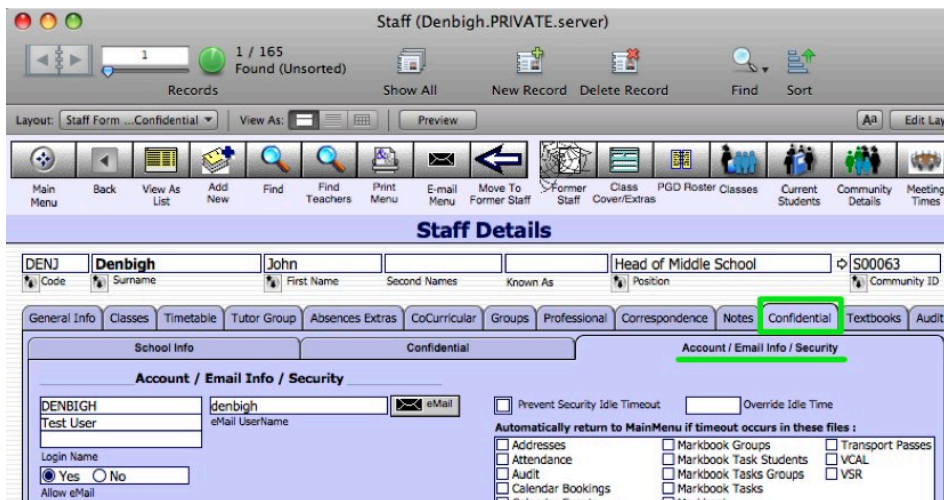 Staff (Denbigh.PRIVATE.server)
1
1 / 165
Found (Unsorted)
Records
Show All
New Record
Delete Record
Find
Sort
Layout:
Staff Form ...Confidential
View As:
Preview
Aa
Edit Lay
Main Menu
Back
View As List
Add New
Find
Find Teachers
Print Menu
E-mail Menu
Move To Former Staff
Former Staff
Class Cover/Extras
PGD Roster
Classes
Current Students
Community Details
Meeting Times
Staff Details
DENJ
Denbigh
John
Head of Middle School
S00063
Code
Surname
First Name
Second Names
Known As
Position
Community ID
General Info
Classes
Timetable
Tutor Group
Absences Extras
CoCurricular
Groups
Professional
Correspondence
Notes
Confidential
Textbooks
Audit
School Info
Confidential
Account / Email Info / Security
Account / Email Info / Security
DENBIGH
Test User
Login Name
Yes No
Allow eMail
denbigh
eMail UserName
eMail
Prevent Security Idle Timeout
Override Idle Time
Automatically return to MainMenu if timeout occurs in these files :
Addresses
Attendance
Audit
Calendar Bookings
Markbook Groups
Markbook Task Students
Markbook Tasks Groups
Markbook Tasks
Transport Passes
VCAL
VSR